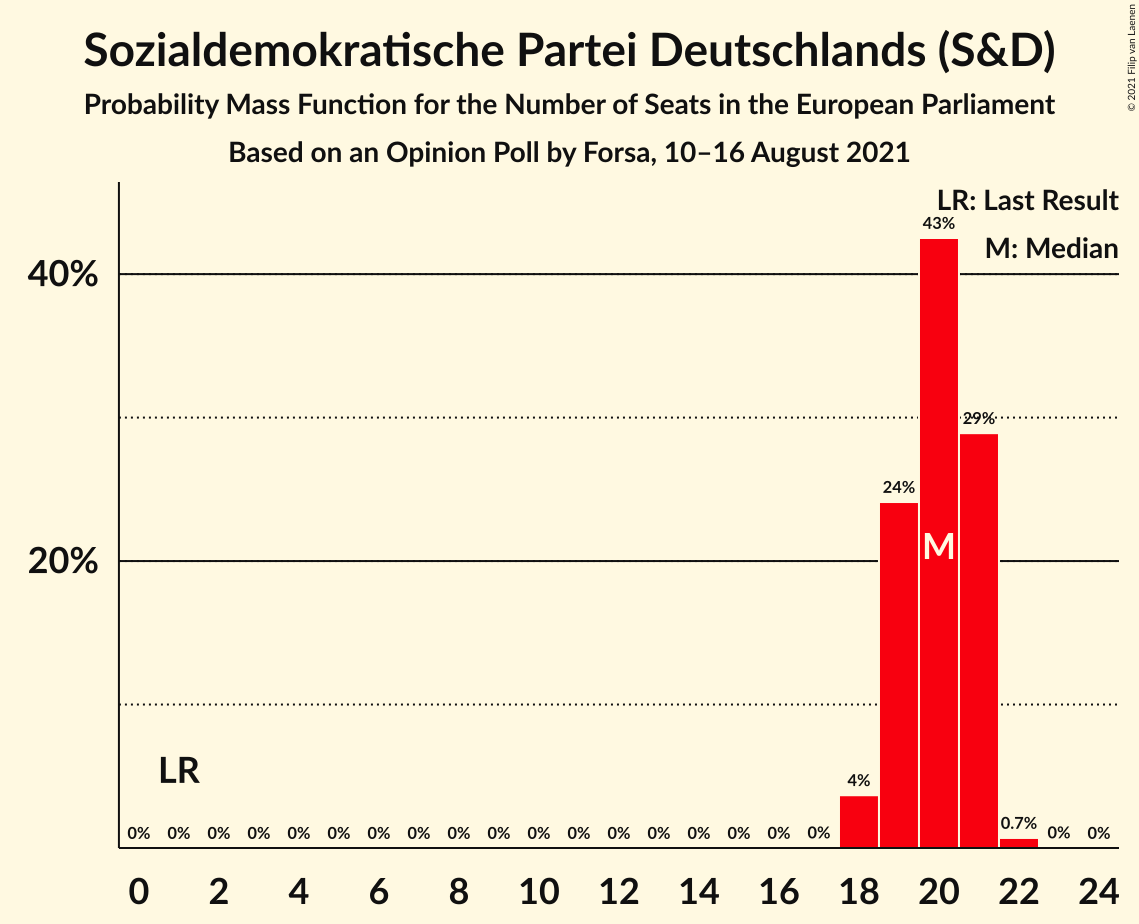 Sozialdemokratische Partei Deutschlands (S&D)
Probability Mass Function for the Number of Seats in the European Parliament
Based on an Opinion Poll by Forsa, 10–16 August 2021
© 2021 Filip van Laenen
LR: Last Result
M: Median
43%
40%
29%
24%
M
20%
LR
4%
0% 0% 0% 0% 0% 0% 0% 0% 0% 0% 0% 0% 0% 0% 0% 0% 0% 0% 0.7% 0% 0%
0 2 4 6 8 10 12 14 16 18 20 22 24